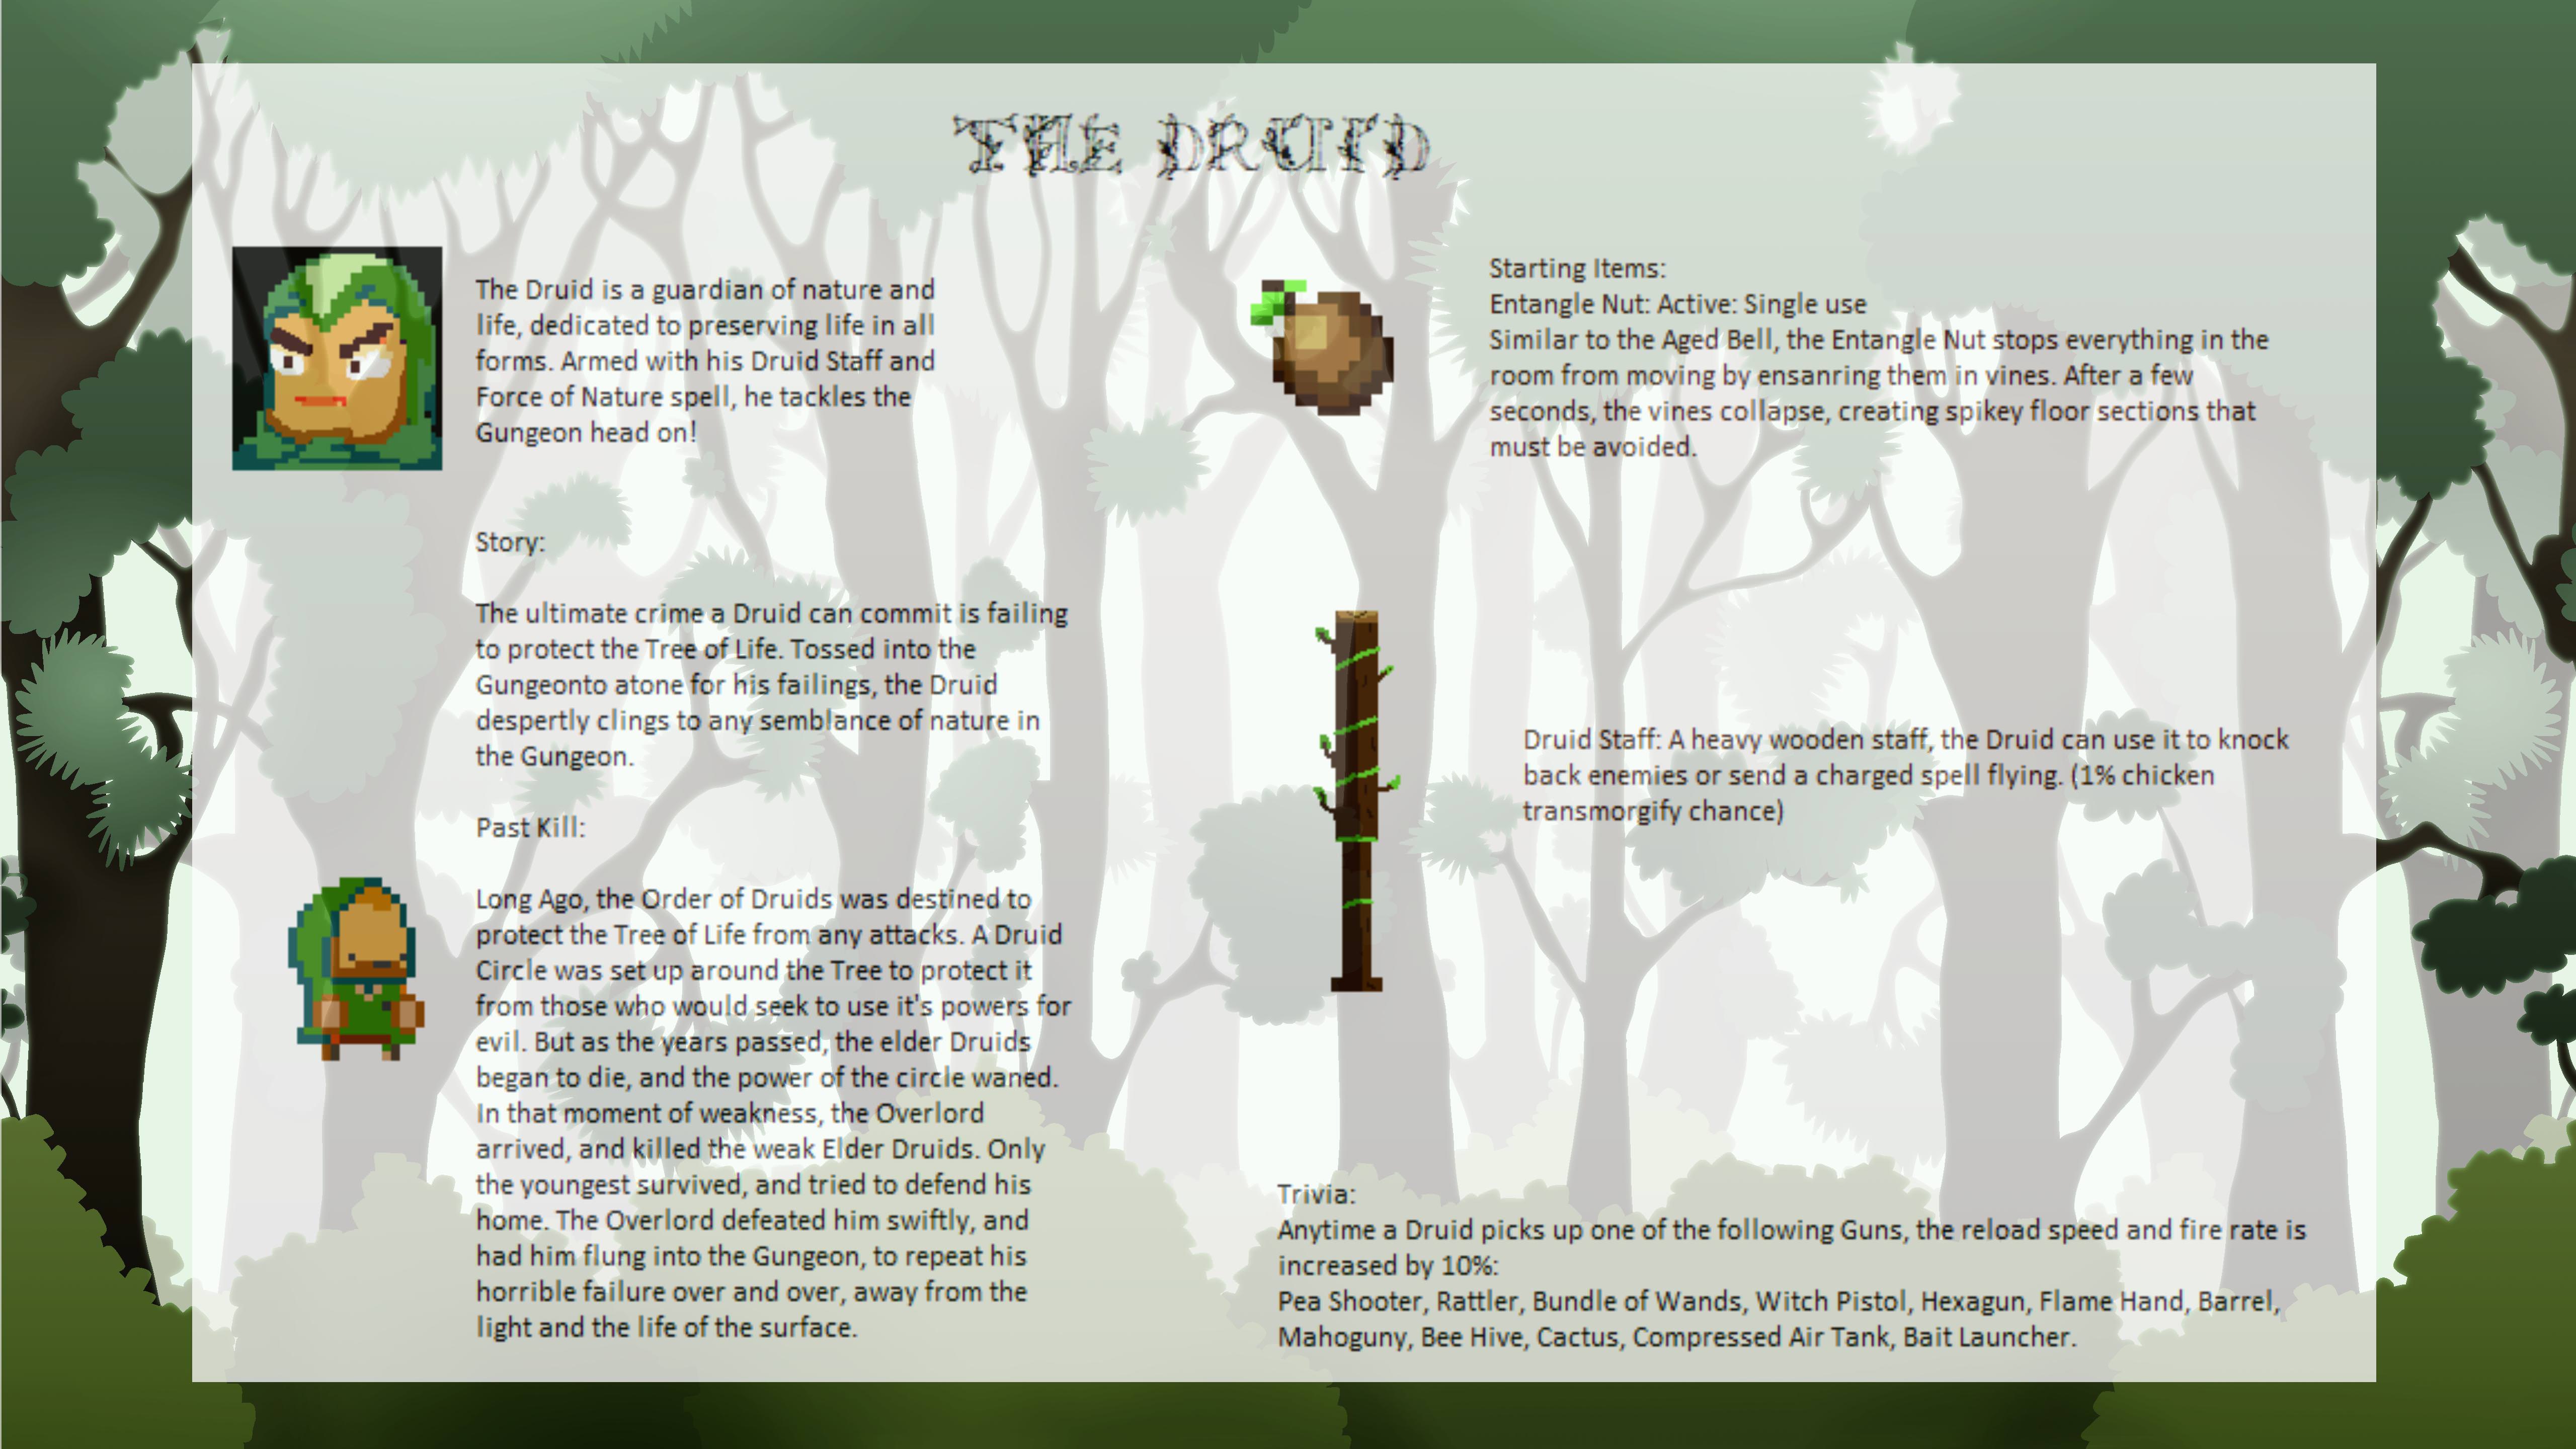 THE DRUID
The Druid is a guardian of nature and
life, dedicated to preserving life in all
forms. Armed with his Druid Staff and
Force of Nature spell, he tackles the
Gungeon head on!
Story:
The ultimate crime a Druid can commit is failing
to protect the Tree of Life. Tossed into the
Gungeonto atone for his failings, the Druid
despertly clings to any semblance of nature in
the Gungeon.
Past Kill:
Long Ago, the Order of Druids was destined to
protect the Tree of Life from any attacks. A Druid
Circle was set up around the Tree to protect it
from those who would seek to use it's powers for
evil. But as the years passed, the elder Druids
began to die, and the power of the circle waned.
In that moment of weakness, the Overlord
arrived, and killed the weak Elder Druids. Only
the youngest survived, and tried to defend his
home. The Overlord defeated him swiftly, and
had him flung into the Gungeon, to repeat his
horrible failure over and over, away from the
light and the life of the surface.
Starting Items:
Entangle Nut: Active: Single use
Similar to the Aged Bell, the Entangle Nut stops everything in the
room from moving by ensanring them in vines. After a few
seconds, the vines collapse, creating spikey floor sections that
must be avoided.
Druid Staff: A heavy wooden staff, the Druid can use it to knock
back enemies or send a charged spell flying. (1% chicken
transmorgify chance)
Trivia:
Anytime a Druid picks up one of the following Guns, the reload speed and fire rate is
increased by 10%:
Pea Shooter, Rattler, Bundle of Wands, Witch Pistol, Hexagun, Flame Hand, Barrel,
Mahoguny, Bee Hive, Cactus, Compressed Air Tank, Bait Launcher.